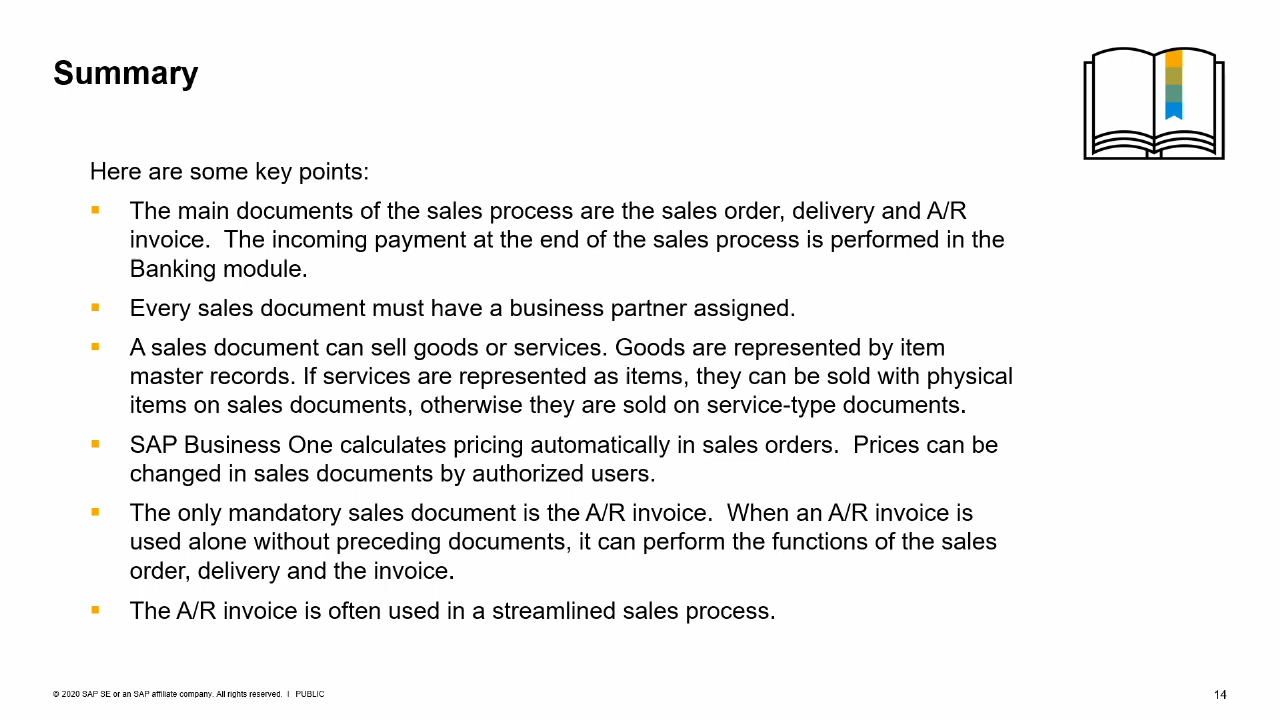 Summary
Here are some key points:
▪ The main documents of the sales process are the sales order, delivery and A/R
invoice.  The incoming payment at the end of the sales process is performed in the
Banking module.
▪ Every sales document must have a business partner assigned.
▪ A sales document can sell goods or services. Goods are represented by item
master records. If services are represented as items, they can be sold with physical
items on sales documents, otherwise they are sold on service-type documents.
▪ SAP Business One calculates pricing automatically in sales orders.  Prices can be
changed in sales documents by authorized users.
▪ The only mandatory sales document is the A/R invoice.  When an A/R invoice is
used alone without preceding documents, it can perform the functions of the sales
order, delivery and the invoice.
▪ The A/R invoice is often used in a streamlined sales process.
© 2020 SAP SE or an SAP affiliate company. All rights reserved. I PUBLIC
14